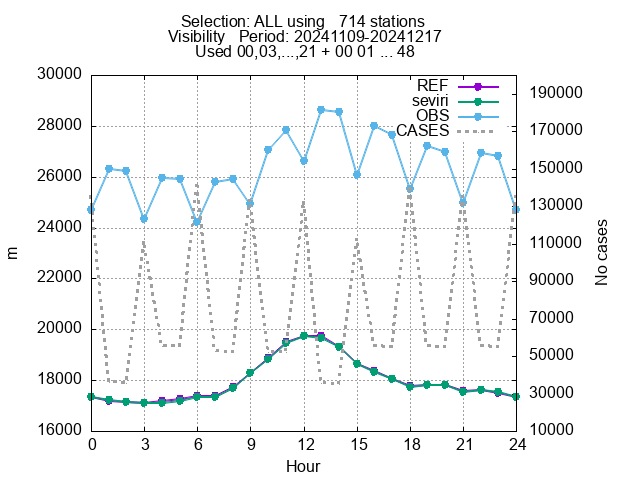 Selection: ALL using   714 stations
Visibility   Period: 20241109-20241217
Used 00,03,...,21 + 00 01 ... 48
REF
seviri
OBS
CASES
30000
28000
26000
24000
22000
20000
18000
16000
190000
170000
150000
130000
110000
90000
70000
50000
30000
10000
m
No cases
0 3 6 9 12 15 18 21 24
Hour